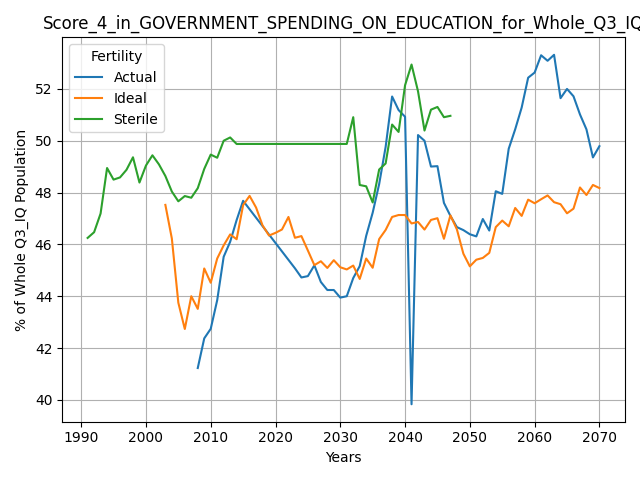 Score_4_in_GOVERNMENT_SPENDING_ON_EDUCATION_for_Whole_Q3_IQ
Fertility
Actual
Ideal
Sterile
% of Whole Q3_IQ Population
52
50
48
46
44
42
40
1990
2000
2010
2020
2030
2040
2050
2060
2070
Years